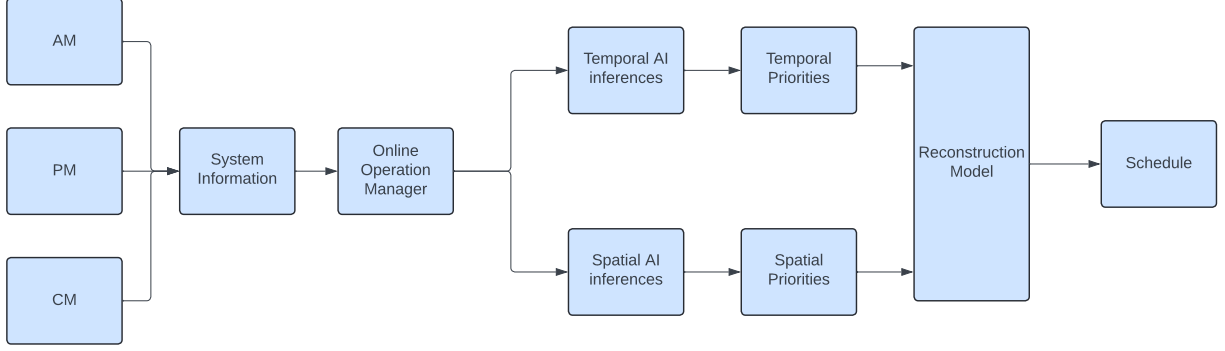 AM
PM
CM
System
Information
Online
Operation
Manager
Temporal AI
inferences
Temporal
Priorities
Spatial AI
inferences
Spatial
Priorities
Reconstruction
Model
Schedule